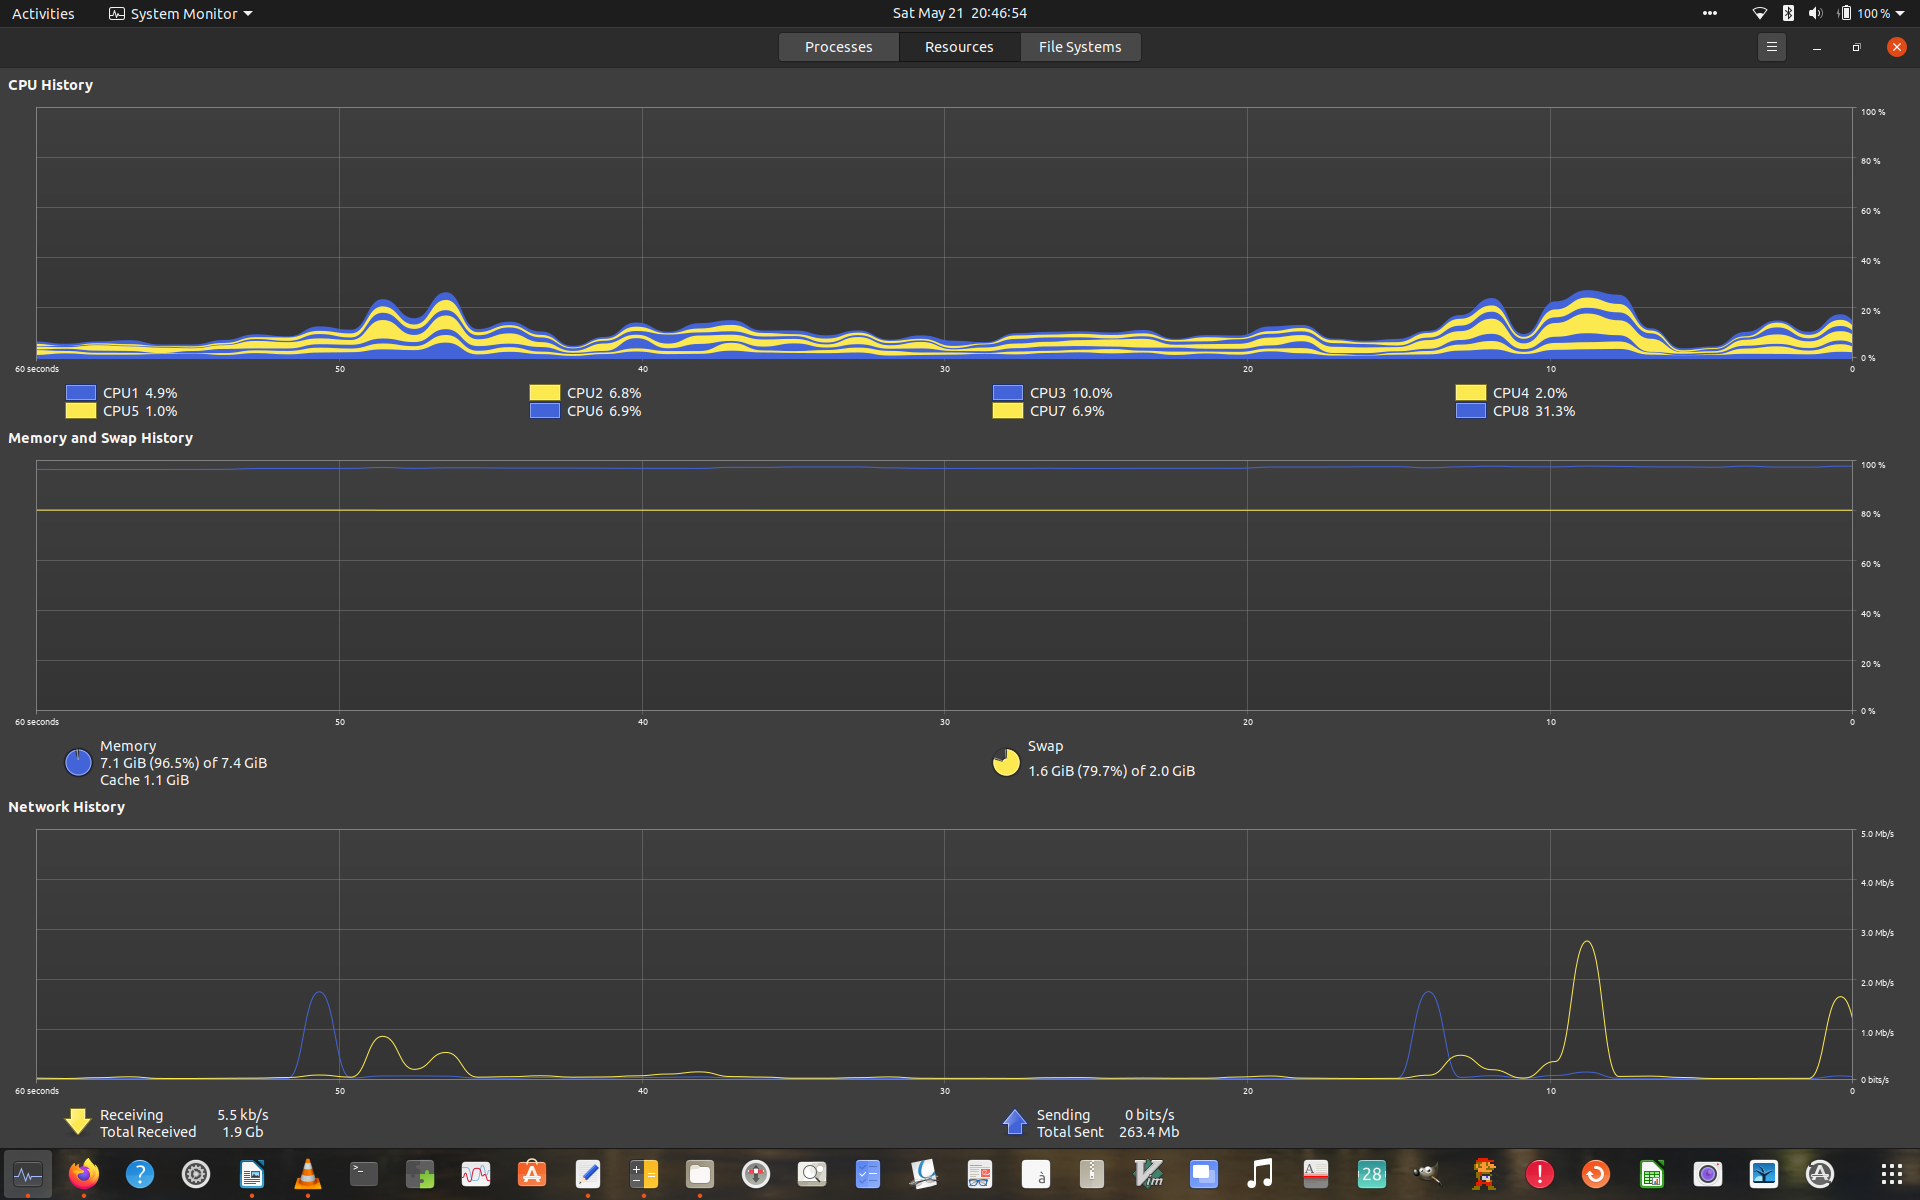 Activities System Monitor Sat May 21 20:46:54 100 %
Processes Resources File Systems
CPU History
100 %
80 %
60 %
40 %
20 %
0 %
60 seconds 50 40 30 20 10 0
CPU1 4.9% CPU2 6.8% CPU3 10.0% CPU4 2.0%
CPU5 1.0% CPU6 6.9% CPU7 6.9% CPU8 31.3%
Memory and Swap History
100 %
80 %
60 %
40 %
20 %
0 %
60 seconds 50 40 30 20 10 0
Memory
7.1 GiB (96.5%) of 7.4 GiB
Cache 1.1 GiB
Swap
1.6 GiB (79.7%) of 2.0 GiB
Network History
5.0 Mb/s
4.0 Mb/s
3.0 Mb/s
2.0 Mb/s
1.0 Mb/s
0 bits/s
60 seconds 50 40 30 20 10 0
Receiving 5.5 kb/s
Total Received 1.9 Gb
Sending 0 bits/s
Total Sent 263.4 Mb
? >_ A à Vim A 28 !